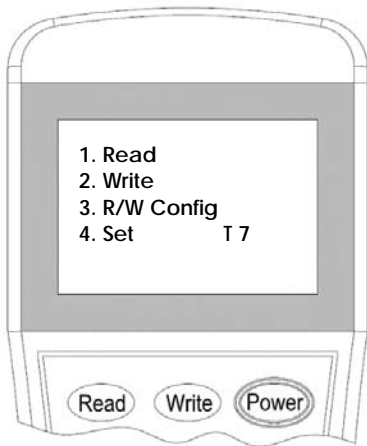 1. Read
2. Write
3. R/W Config
4. Set T 7
Read Write Power